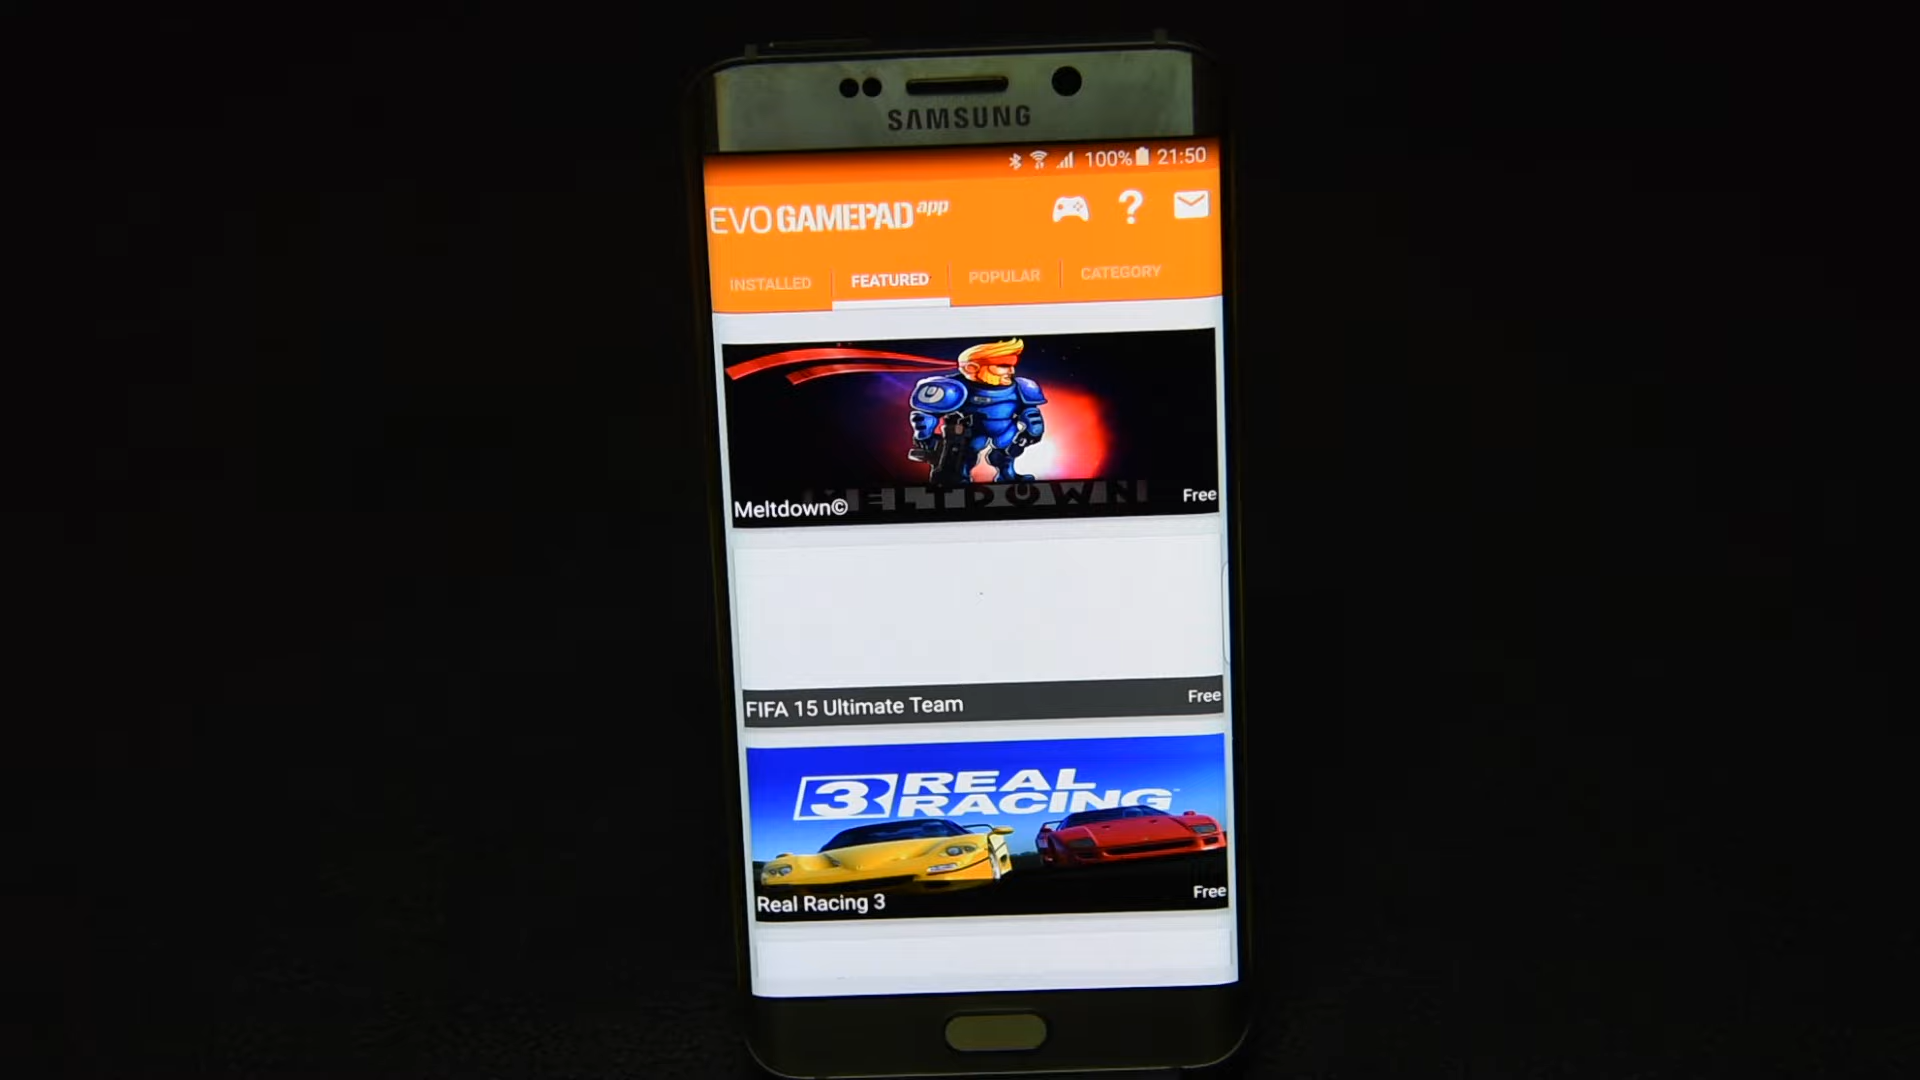 SAMSUNG
100% 21:50
EVO GAMEPAD app
?
INSTALLED FEATURED POPULAR CATEGORY
MELTDOWN
Meltdown© Free
FIFA 15 Ultimate Team Free
3 REAL
RACING
Real Racing 3 Free